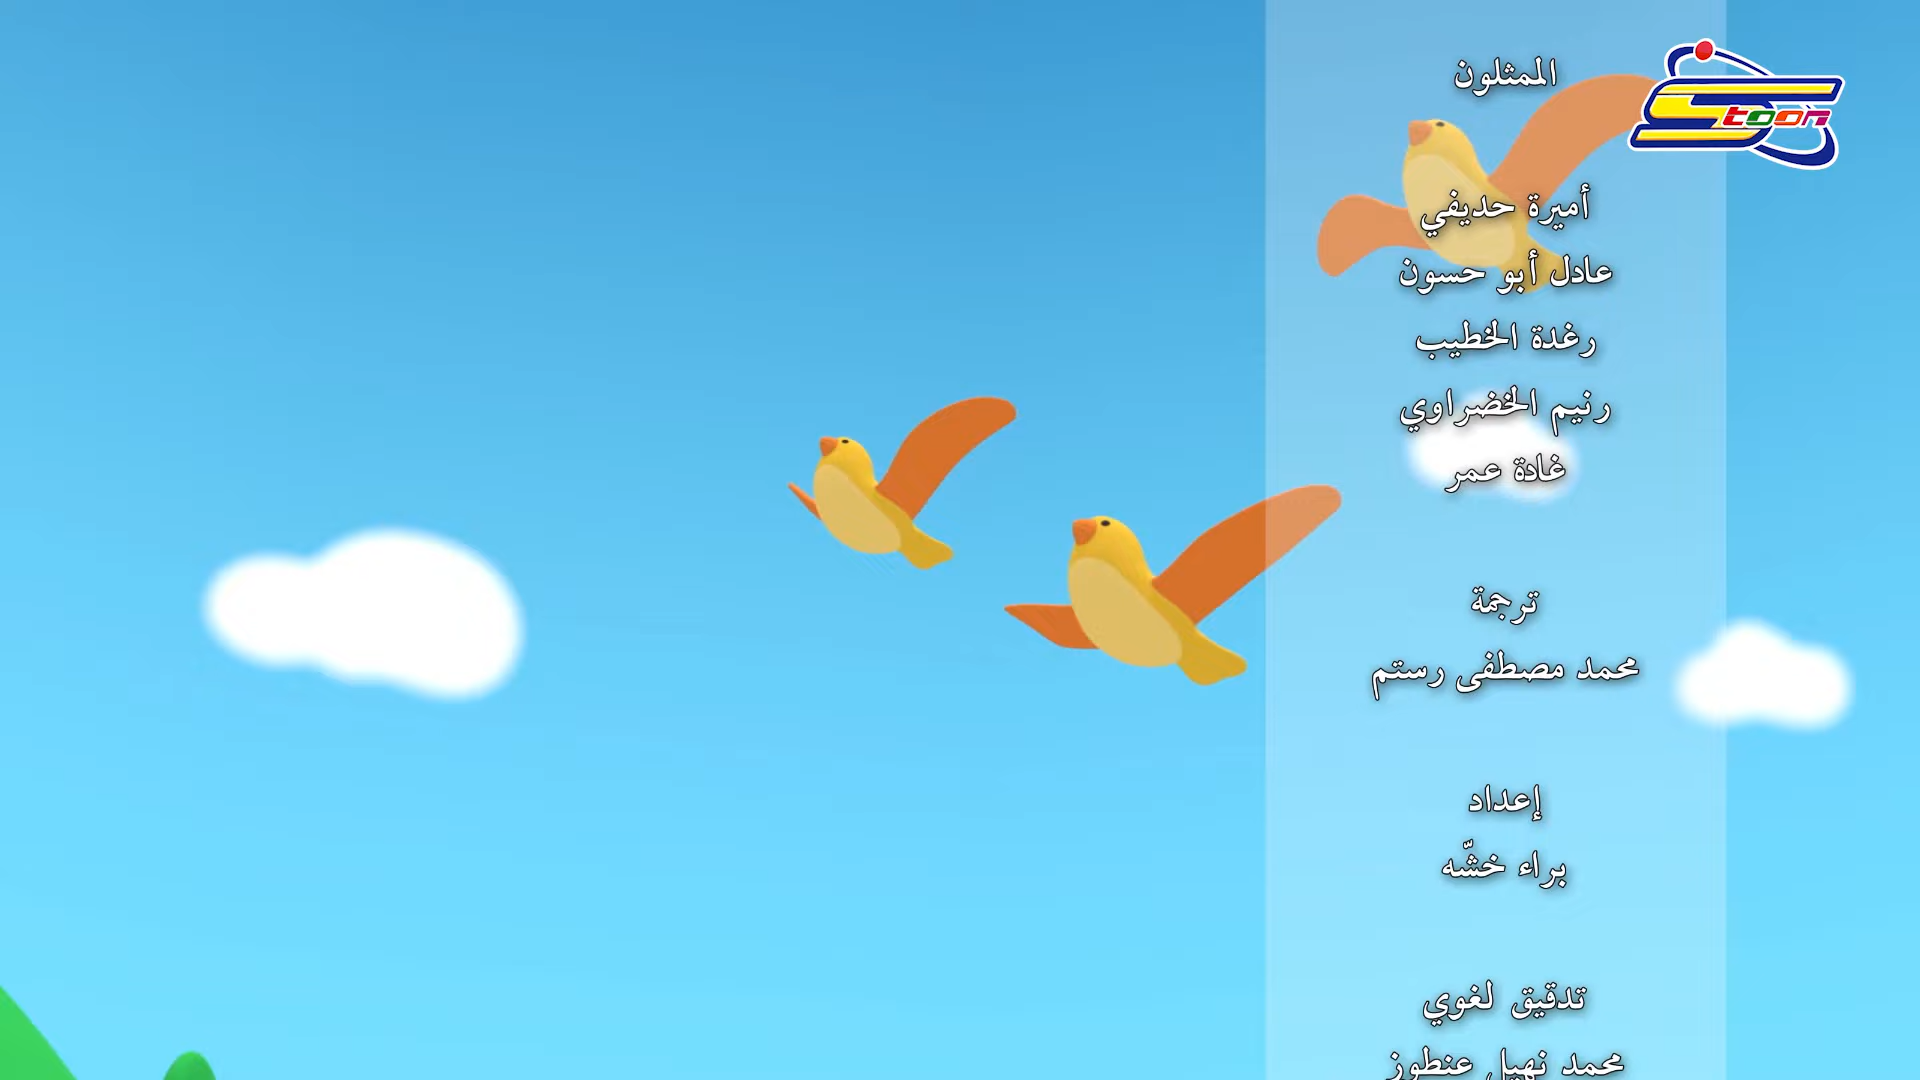 الممثلون
S toon
أميرة حديفي
عادل أبو حسون
رغدة الخطيب
رنيم الخضراوي
غادة عمر
ترجمة
محمد مصطفى رستم
إعداد
براء خشّه
تدقيق لغوي
محمد نهيل عنطوز